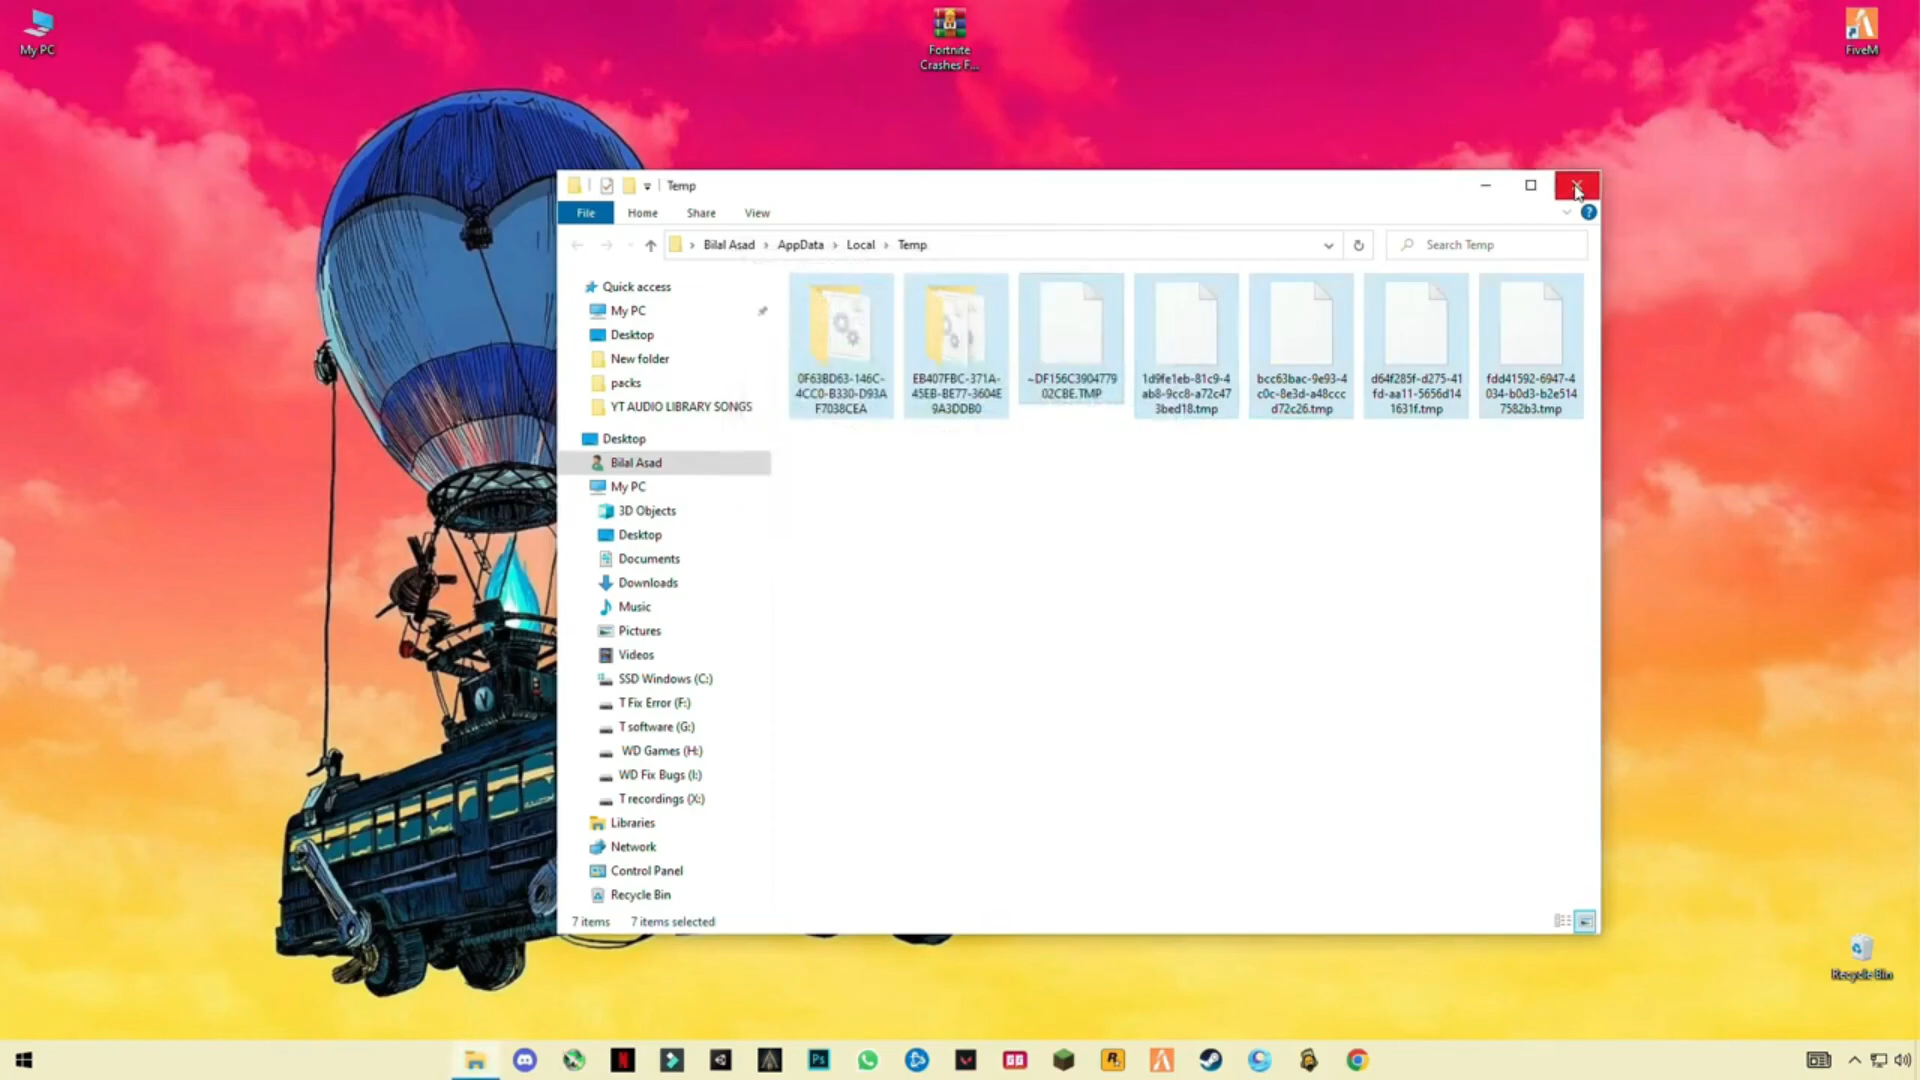 My PC
Fortnite
Crashes F...
FiveM
Temp
File
Home
Share
View
Bilal Asad
AppData
Local
Temp
Search Temp
Quick access
My PC
Desktop
New folder
packs
YT AUDIO LIBRARY SONGS
Desktop
Bilal Asad
My PC
3D Objects
Desktop
Documents
Downloads
Music
Pictures
Videos
SSD Windows (C:)
T Fix Error (F:)
T software (G:)
WD Games (H:)
WD Fix Bugs (I:)
T recordings (X:)
Libraries
Network
Control Panel
Recycle Bin
0F63BD63-146C-
4CC0-B330-D93A
F7038CEA
EB407FBC-371A-
45EB-BE77-3604E
9A3DDB0
~DF156C3904779
02CBE.TMP
1d9fe1eb-81c9-4
ab8-9cc8-a72c47
3bed18.tmp
bcc63bac-9e93-4
c0c-8e3d-a48ccc
d72c26.tmp
d64f285f-d275-41
fd-aa11-5656d14
1631f.tmp
fdd41592-6947-4
034-b0d3-b2e514
7582b3.tmp
7 items
7 items selected
Recycle Bin